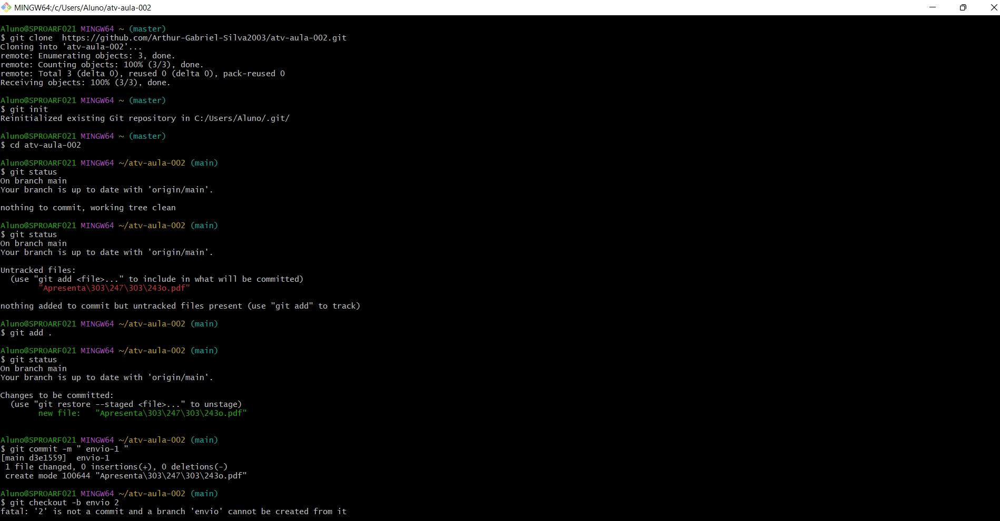 MINGW64:/c/Users/Aluno/atv-aula-002
Aluno@SPROARF021 MINGW64 ~ (master)
$ git clone  https://github.com/Arthur-Gabriel-Silva2003/atv-aula-002.git
Cloning into 'atv-aula-002'...
remote: Enumerating objects: 3, done.
remote: Counting objects: 100% (3/3), done.
remote: Total 3 (delta 0), reused 0 (delta 0), pack-reused 0
Receiving objects: 100% (3/3), done.
Aluno@SPROARF021 MINGW64 ~ (master)
$ git init
Reinitialized existing Git repository in C:/Users/Aluno/.git/
Aluno@SPROARF021 MINGW64 ~ (master)
$ cd atv-aula-002
Aluno@SPROARF021 MINGW64 ~/atv-aula-002 (main)
$ git status
On branch main
Your branch is up to date with 'origin/main'.
nothing to commit, working tree clean
Aluno@SPROARF021 MINGW64 ~/atv-aula-002 (main)
$ git status
On branch main
Your branch is up to date with 'origin/main'.
Untracked files:
  (use "git add <file>..." to include in what will be committed)
        "Apresenta\303\247\303\243o.pdf"
nothing added to commit but untracked files present (use "git add" to track)
Aluno@SPROARF021 MINGW64 ~/atv-aula-002 (main)
$ git add .
Aluno@SPROARF021 MINGW64 ~/atv-aula-002 (main)
$ git status
On branch main
Your branch is up to date with 'origin/main'.
Changes to be committed:
  (use "git restore --staged <file>..." to unstage)
        new file:   "Apresenta\303\247\303\243o.pdf"
Aluno@SPROARF021 MINGW64 ~/atv-aula-002 (main)
$ git commit -m " envio-1 "
[main d3e1559]  envio-1
 1 file changed, 0 insertions(+), 0 deletions(-)
 create mode 100644 "Apresenta\303\247\303\243o.pdf"
Aluno@SPROARF021 MINGW64 ~/atv-aula-002 (main)
$ git checkout -b envio 2
fatal: '2' is not a commit and a branch 'envio' cannot be created from it